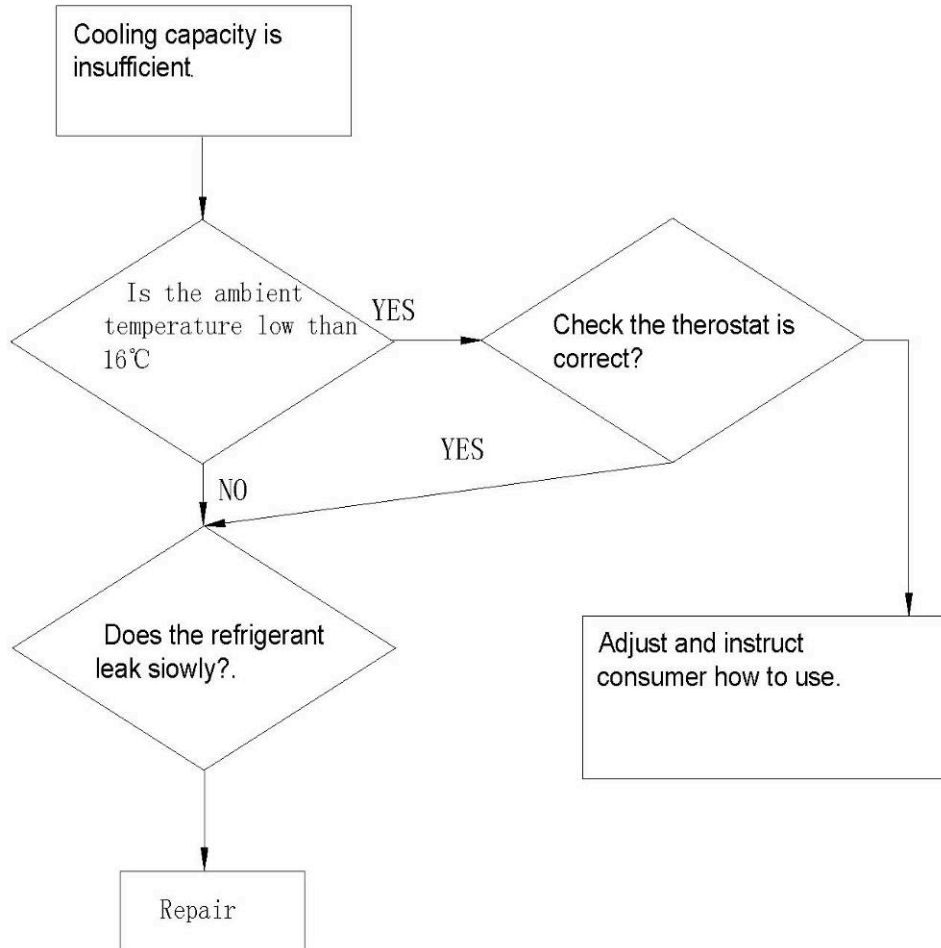 Cooling capacity is
insufficient.
Is the ambient
temperature low than
16℃
YES
Check the therostat is
correct?
YES
NO
Does the refrigerant
leak siowly?.
Adjust and instruct
consumer how to use.
Repair